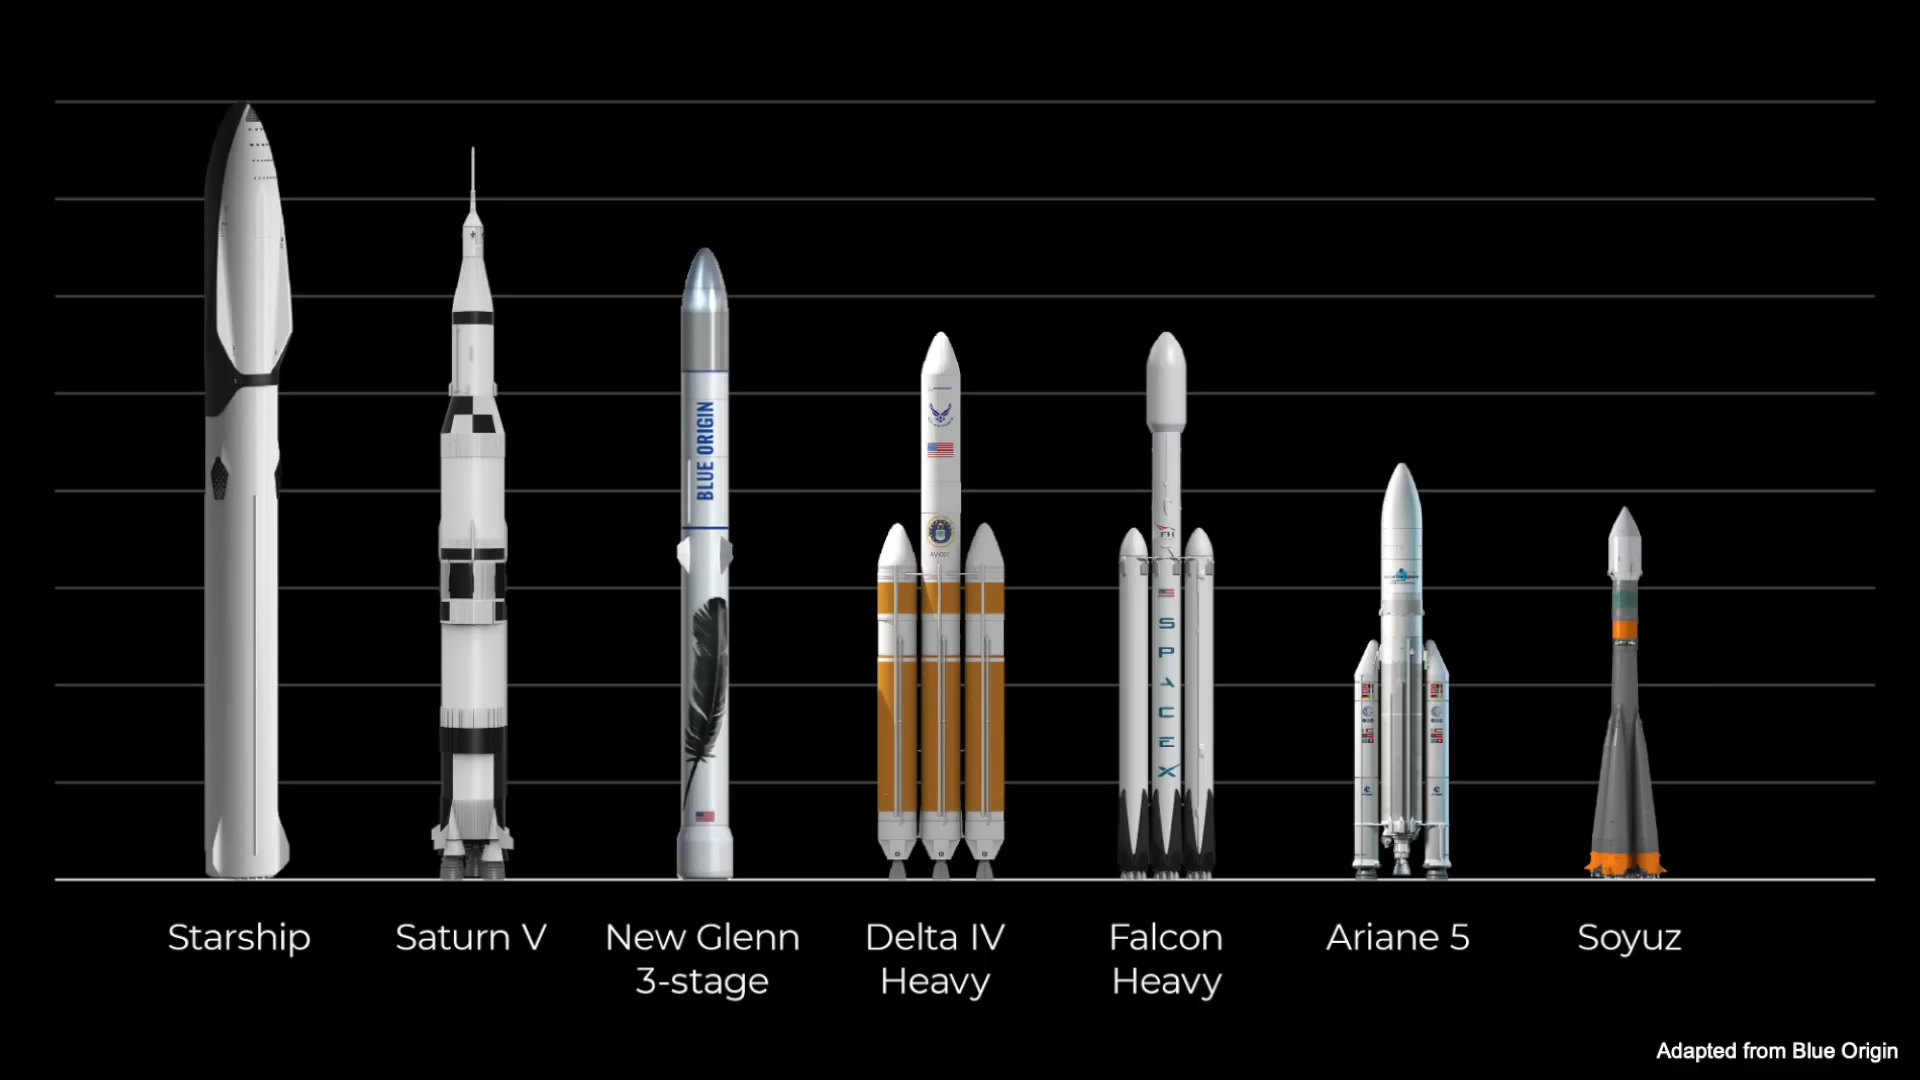 BLUE ORIGIN
FH
SPACEX
Starship
Saturn V
New Glenn
3-stage
Delta IV
Heavy
Falcon
Heavy
Ariane 5
Soyuz
Adapted from Blue Origin